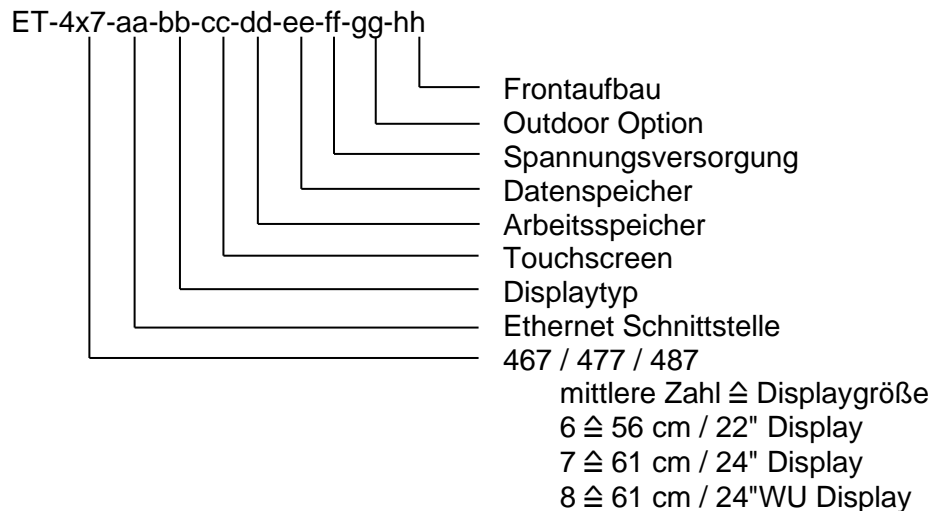 ET-4x7-aa-bb-cc-dd-ee-ff-gg-hh
Frontaufbau
Outdoor Option
Spannungsversorgung
Datenspeicher
Arbeitsspeicher
Touchscreen
Displaytyp
Ethernet Schnittstelle
467 / 477 / 487
mittlere Zahl ≙ Displaygröße
6 ≙ 56 cm / 22" Display
7 ≙ 61 cm / 24" Display
8 ≙ 61 cm / 24"WU Display